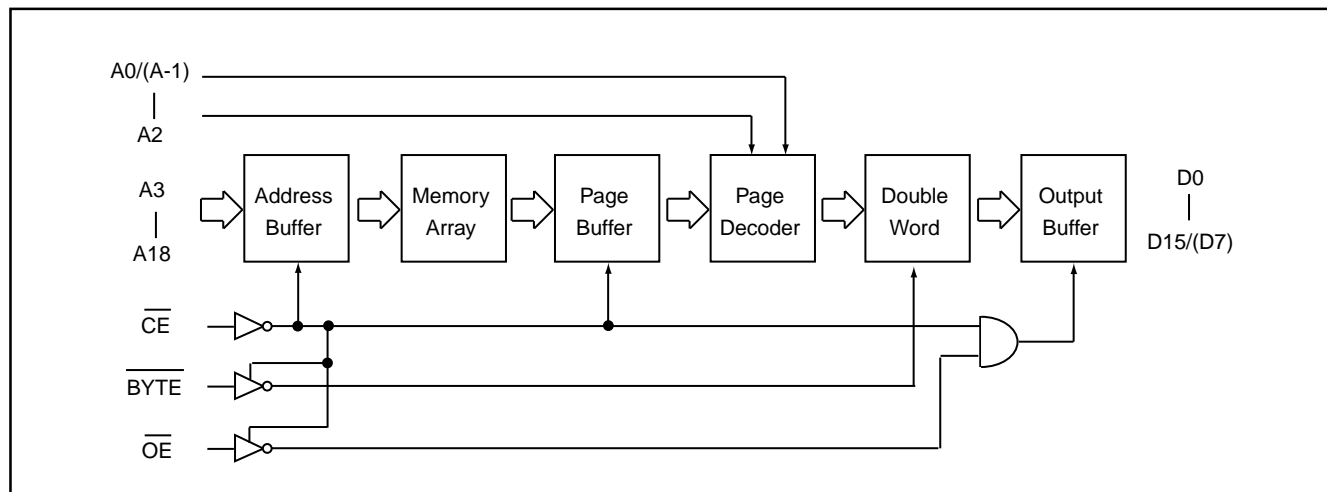 A0/(A-1)
A2
A3
A18
Address
Buffer
Memory
Array
Page
Buffer
Page
Decoder
Double
Word
Output
Buffer
D0
D15/(D7)
CE
BYTE
OE